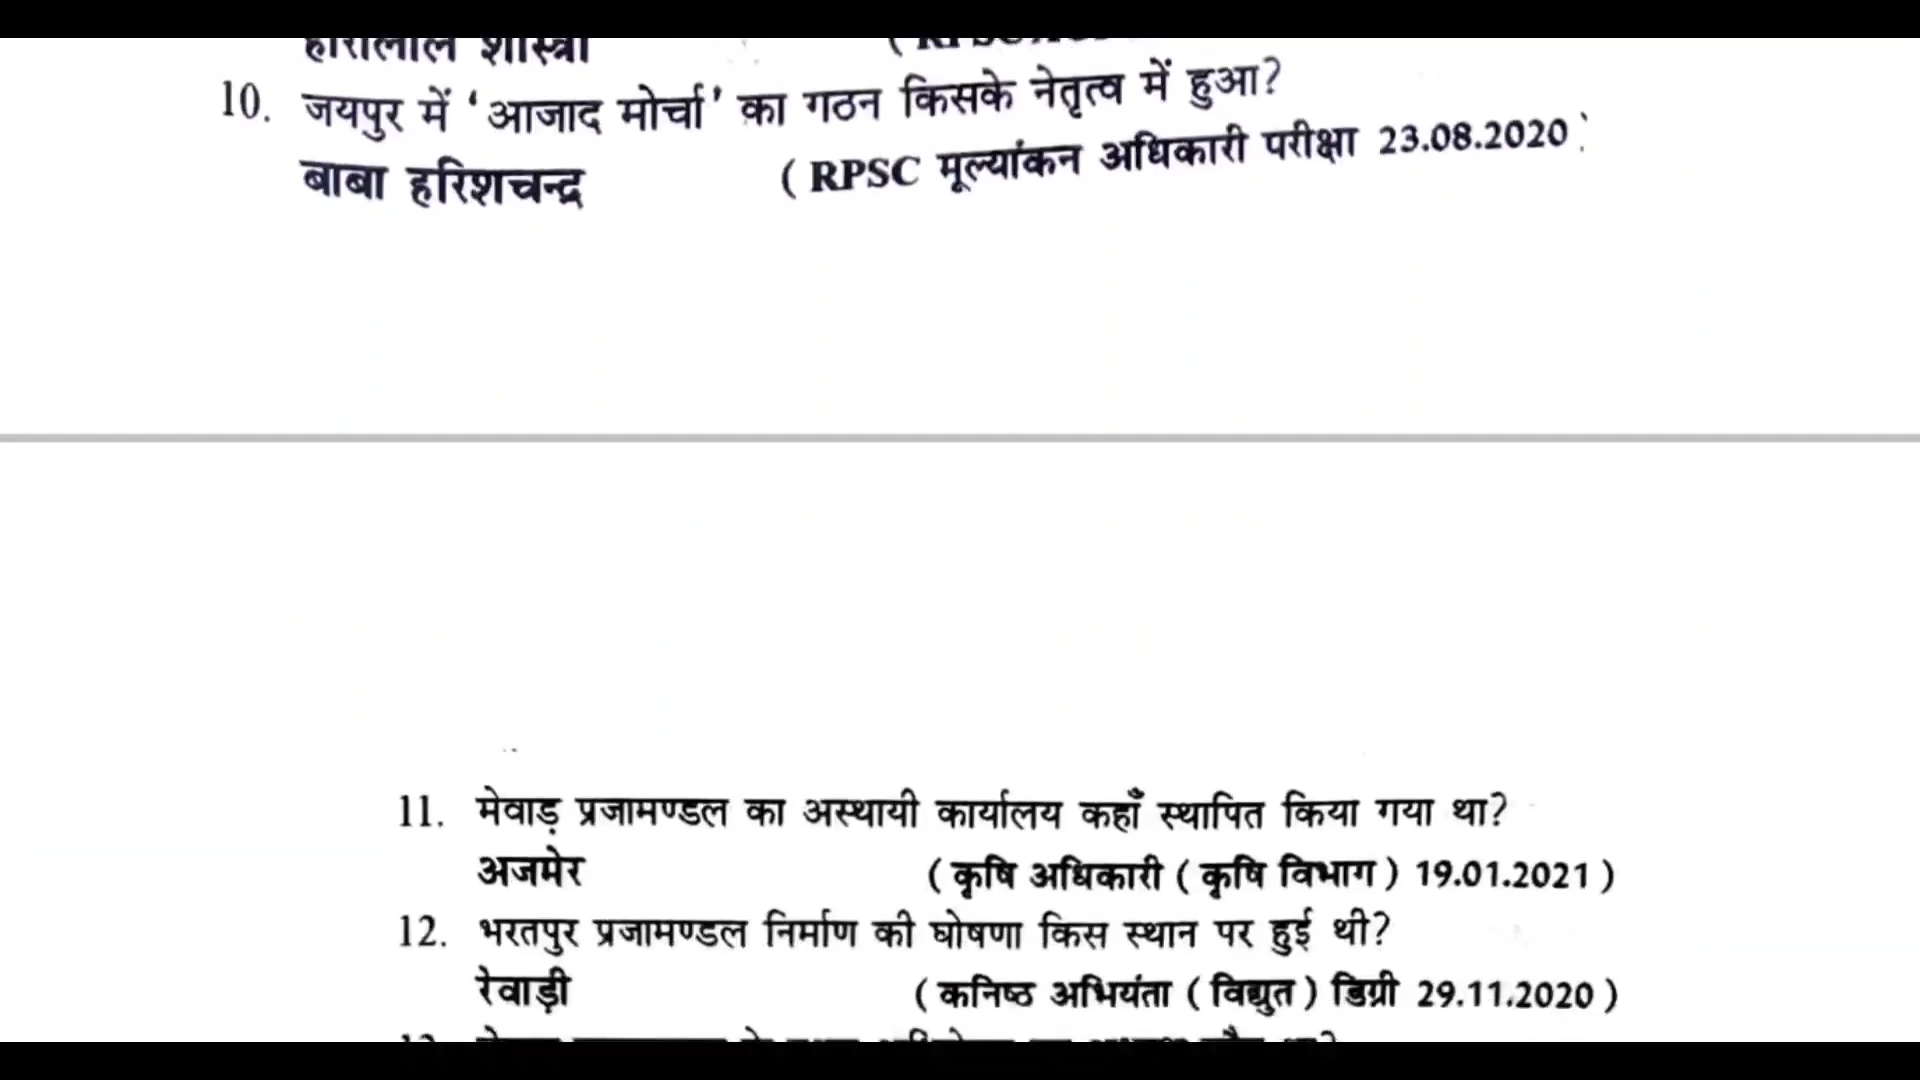 हीरालाल शास्त्री
10. जयपुर में ‘आजाद मोर्चा’ का गठन किसके नेतृत्व में हुआ?
बाबा हरिशचन्द्र ( RPSC मूल्यांकन अधिकारी परीक्षा 23.08.2020
11. मेवाड़ प्रजामण्डल का अस्थायी कार्यालय कहाँ स्थापित किया गया था?
अजमेर ( कृषि अधिकारी ( कृषि विभाग ) 19.01.2021 )
12. भरतपुर प्रजामण्डल निर्माण की घोषणा किस स्थान पर हुई थी?
रेवाड़ी ( कनिष्ठ अभियंता ( विद्युत ) डिग्री 29.11.2020 )